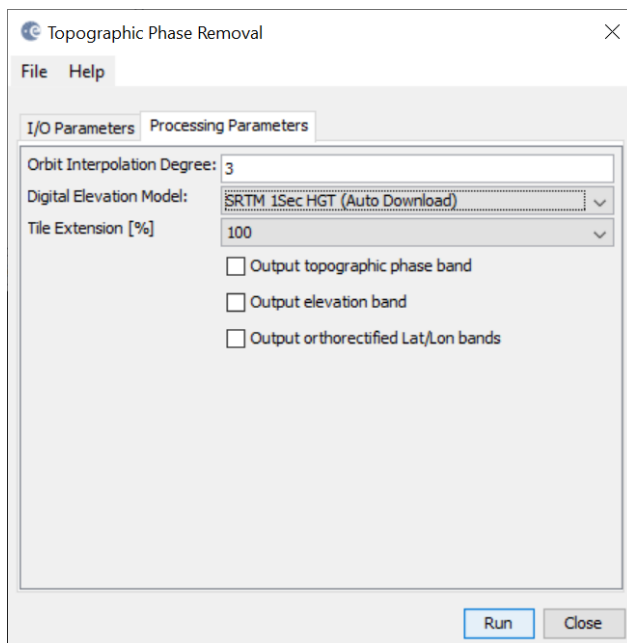 Topographic Phase Removal
File Help
I/O Parameters Processing Parameters
Orbit Interpolation Degree: 3
Digital Elevation Model: SRTM 1Sec HGT (Auto Download)
Tile Extension [%] 100
Output topographic phase band
Output elevation band
Output orthorectified Lat/Lon bands
Run Close